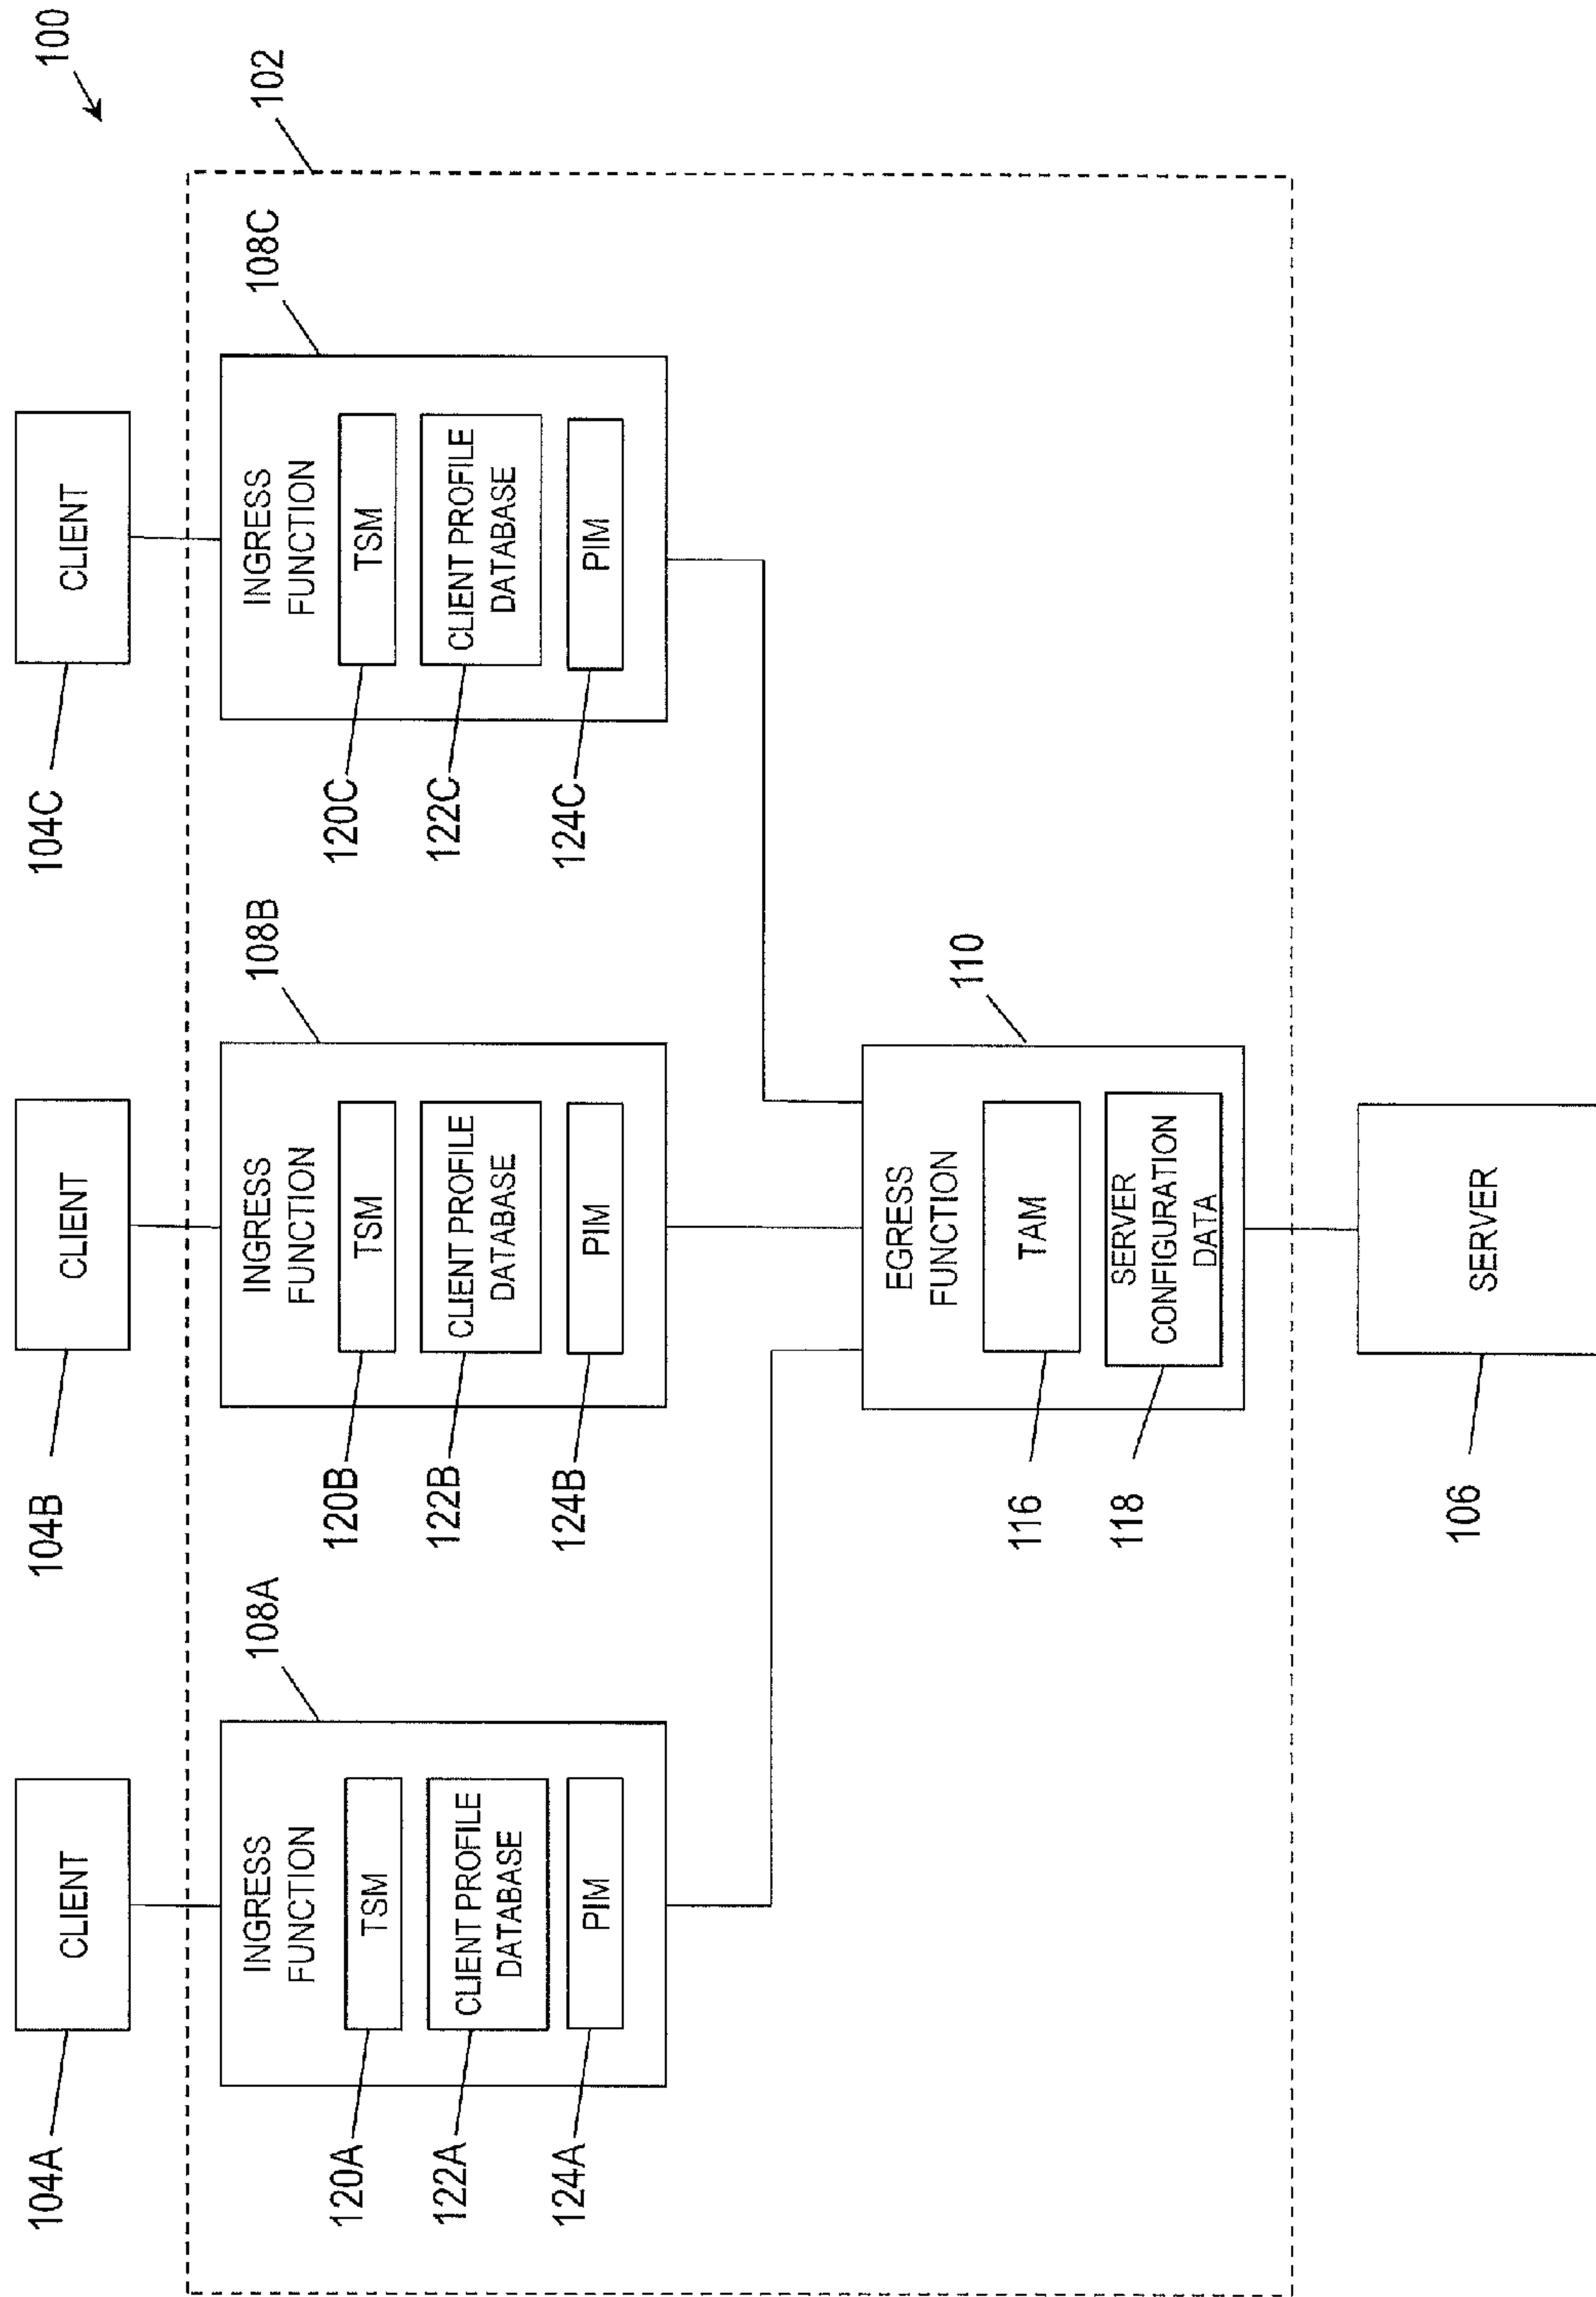 100
102
104A
CLIENT
104B
CLIENT
104C
CLIENT
108A
INGRESS
FUNCTION
120A
TSM
122A
CLIENT PROFILE
DATABASE
124A
PIM
108B
INGRESS
FUNCTION
120B
TSM
122B
CLIENT PROFILE
DATABASE
124B
PIM
108C
INGRESS
FUNCTION
120C
TSM
122C
CLIENT PROFILE
DATABASE
124C
PIM
110
EGRESS
FUNCTION
116
TAM
118
SERVER
CONFIGURATION
DATA
106
SERVER